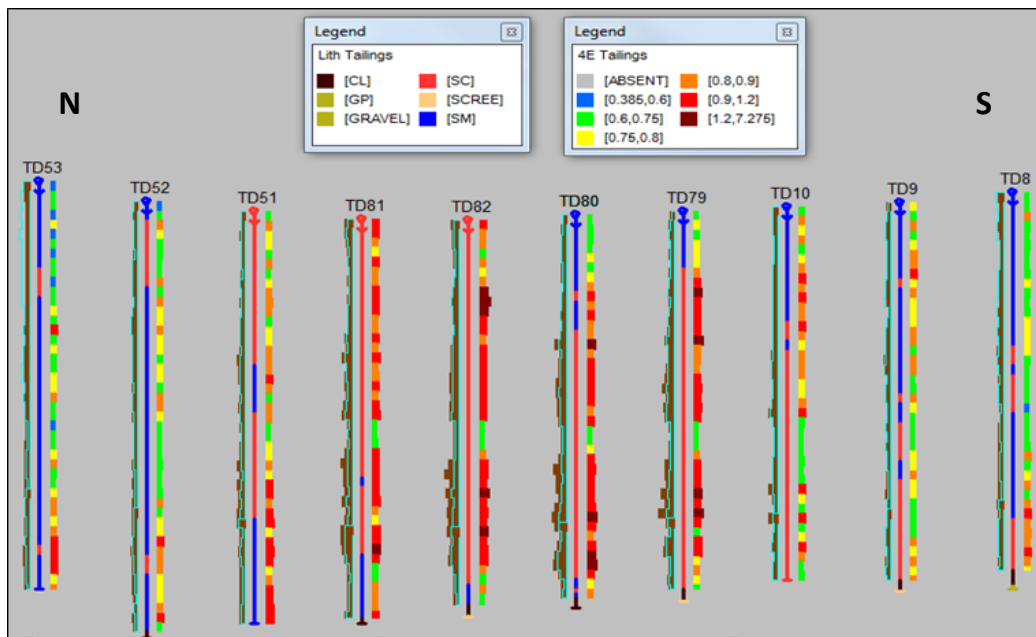 Legend
Lith Tailings
[CL] [SC]
[GP] [SCREE]
[GRAVEL] [SM]
Legend
4E Tailings
[ABSENT] [0.8,0.9]
[0.385,0.6] [0.9,1.2]
[0.6,0.75] [1.2,7.275]
[0.75,0.8]
N S
TD53 TD52 TD51 TD81 TD82 TD80 TD79 TD10 TD9 TD8